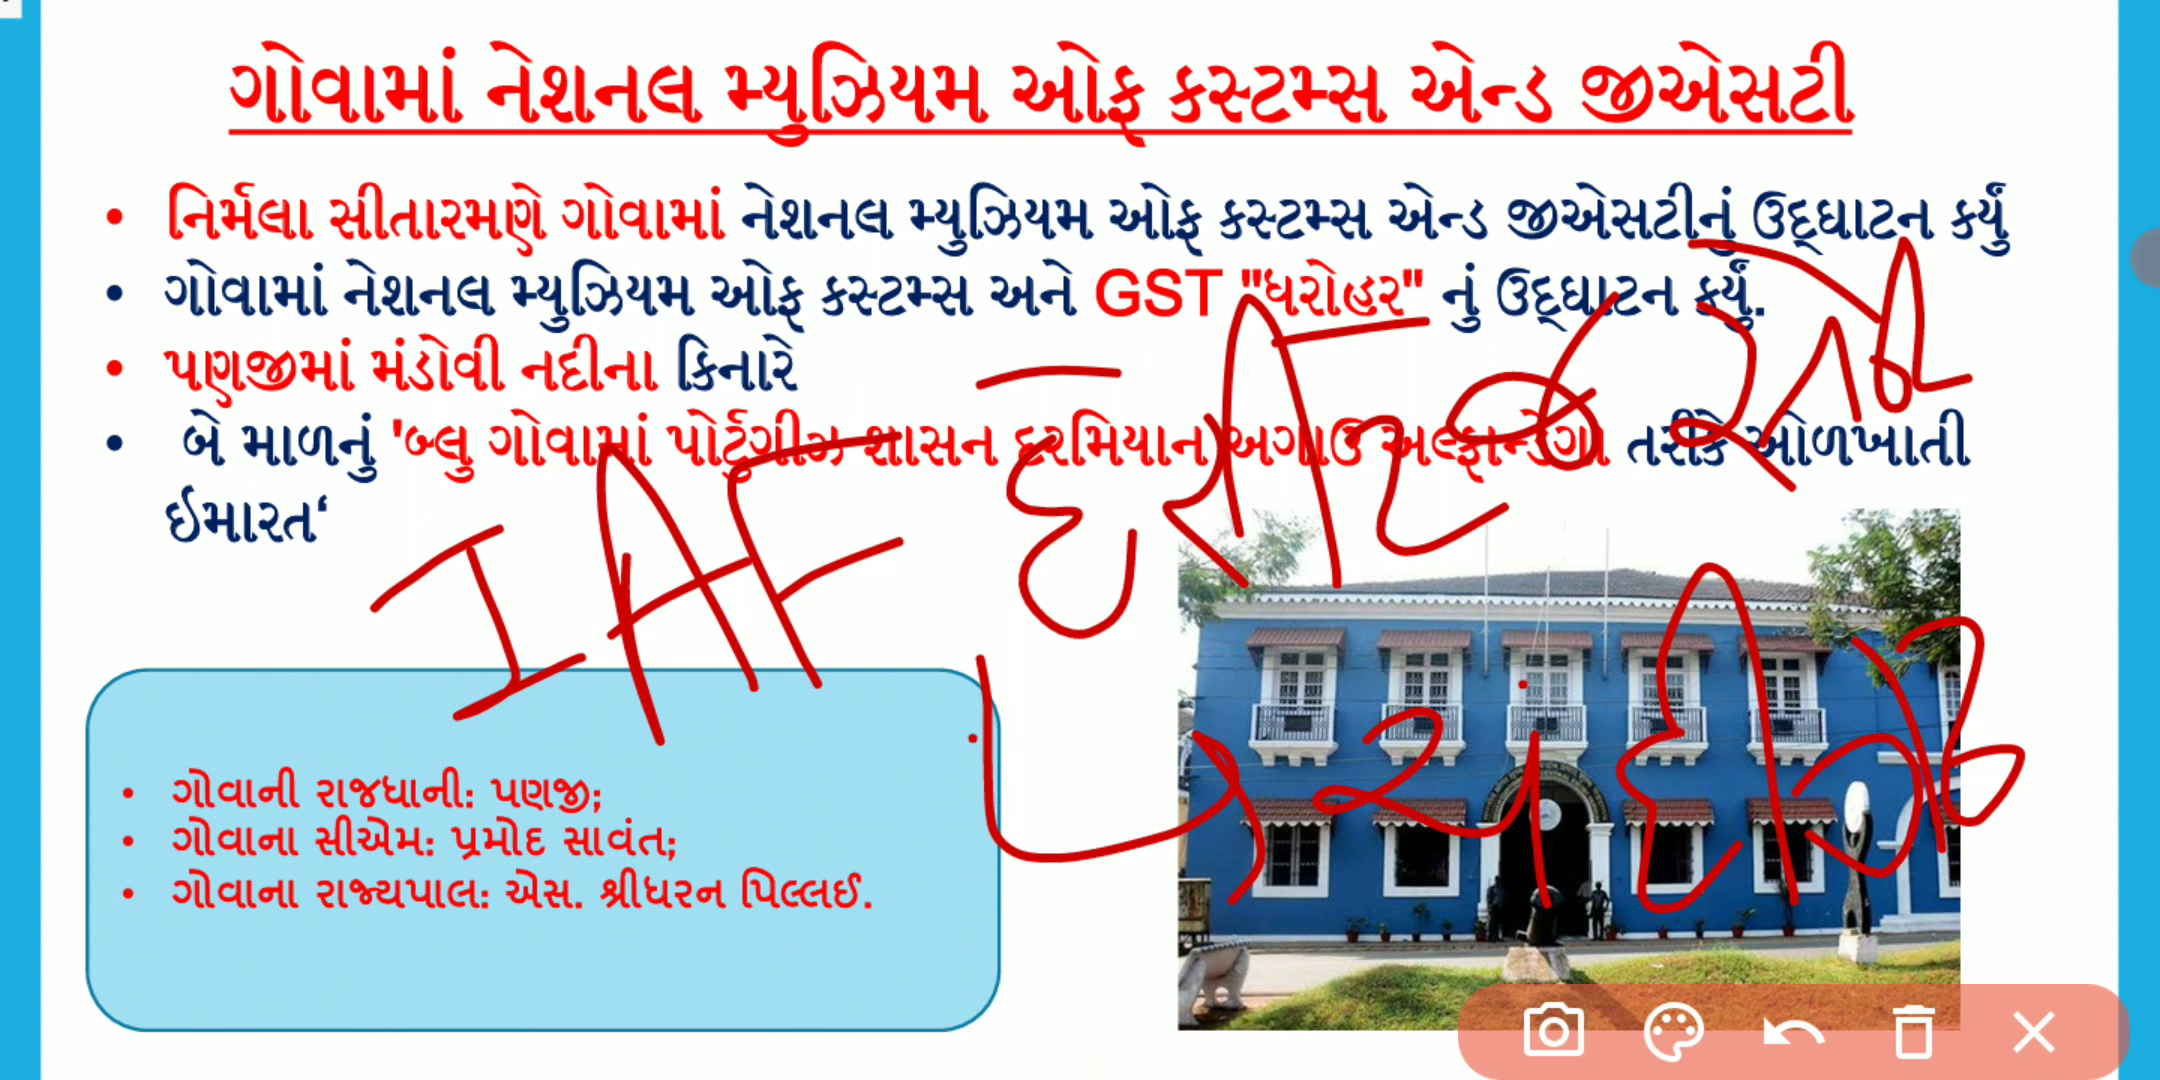 ગોવામાં નેશનલ મ્યુઝિયમ ઓફ કસ્ટમ્સ એન્ડ જીએસટી
• નિર્મલા સીતારમણે ગોવામાં નેશનલ મ્યુઝિયમ ઓફ કસ્ટમ્સ એન્ડ જીએસટીનું ઉદ્ઘાટન કર્યું
• ગોવામાં નેશનલ મ્યુઝિયમ ઓફ કસ્ટમ્સ અને GST "ધરોહર" નું ઉદ્ઘાટન કર્યું.
• પણજીમાં મંડોવી નદીના કિનારે
• બે માળનું 'બ્લુ ગોવામાં પોર્ટુગીઝ શાસન દરમિયાન અગાઉ અલ્ફાન્ડેગા તરીકે ઓળખાતી
ઈમારત‘
IAF
• ગોવાની રાજધાની: પણજી;
• ગોવાના સીએમ: પ્રમોદ સાવંત;
• ગોવાના રાજ્યપાલ: એસ. શ્રીધરન પિલ્લઈ.